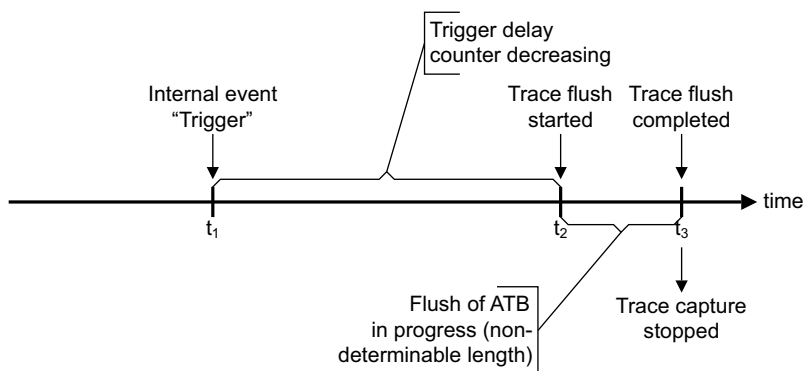 Trigger delay
counter decreasing
Internal event
“Trigger”
Trace flush
started
Trace flush
completed
time
t₁
t₂
t₃
Flush of ATB
in progress (non-
determinable length)
Trace capture
stopped